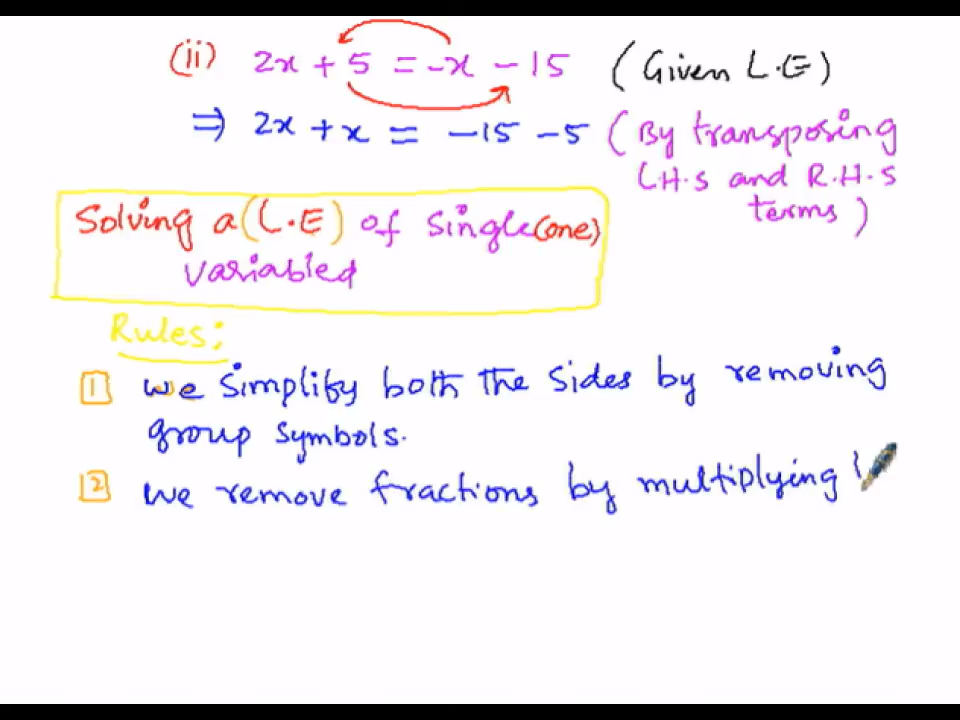 (ii) 2x + 5 = -x - 15 (Given L.E)
⇒ 2x + x = -15 - 5 (By transposing
L.H.S and R.H.S
terms)
Solving a (L.E) of single(one)
variabled
Rules:
1 we simplify both the sides by removing
group symbols.
2 we remove fractions by multiplying